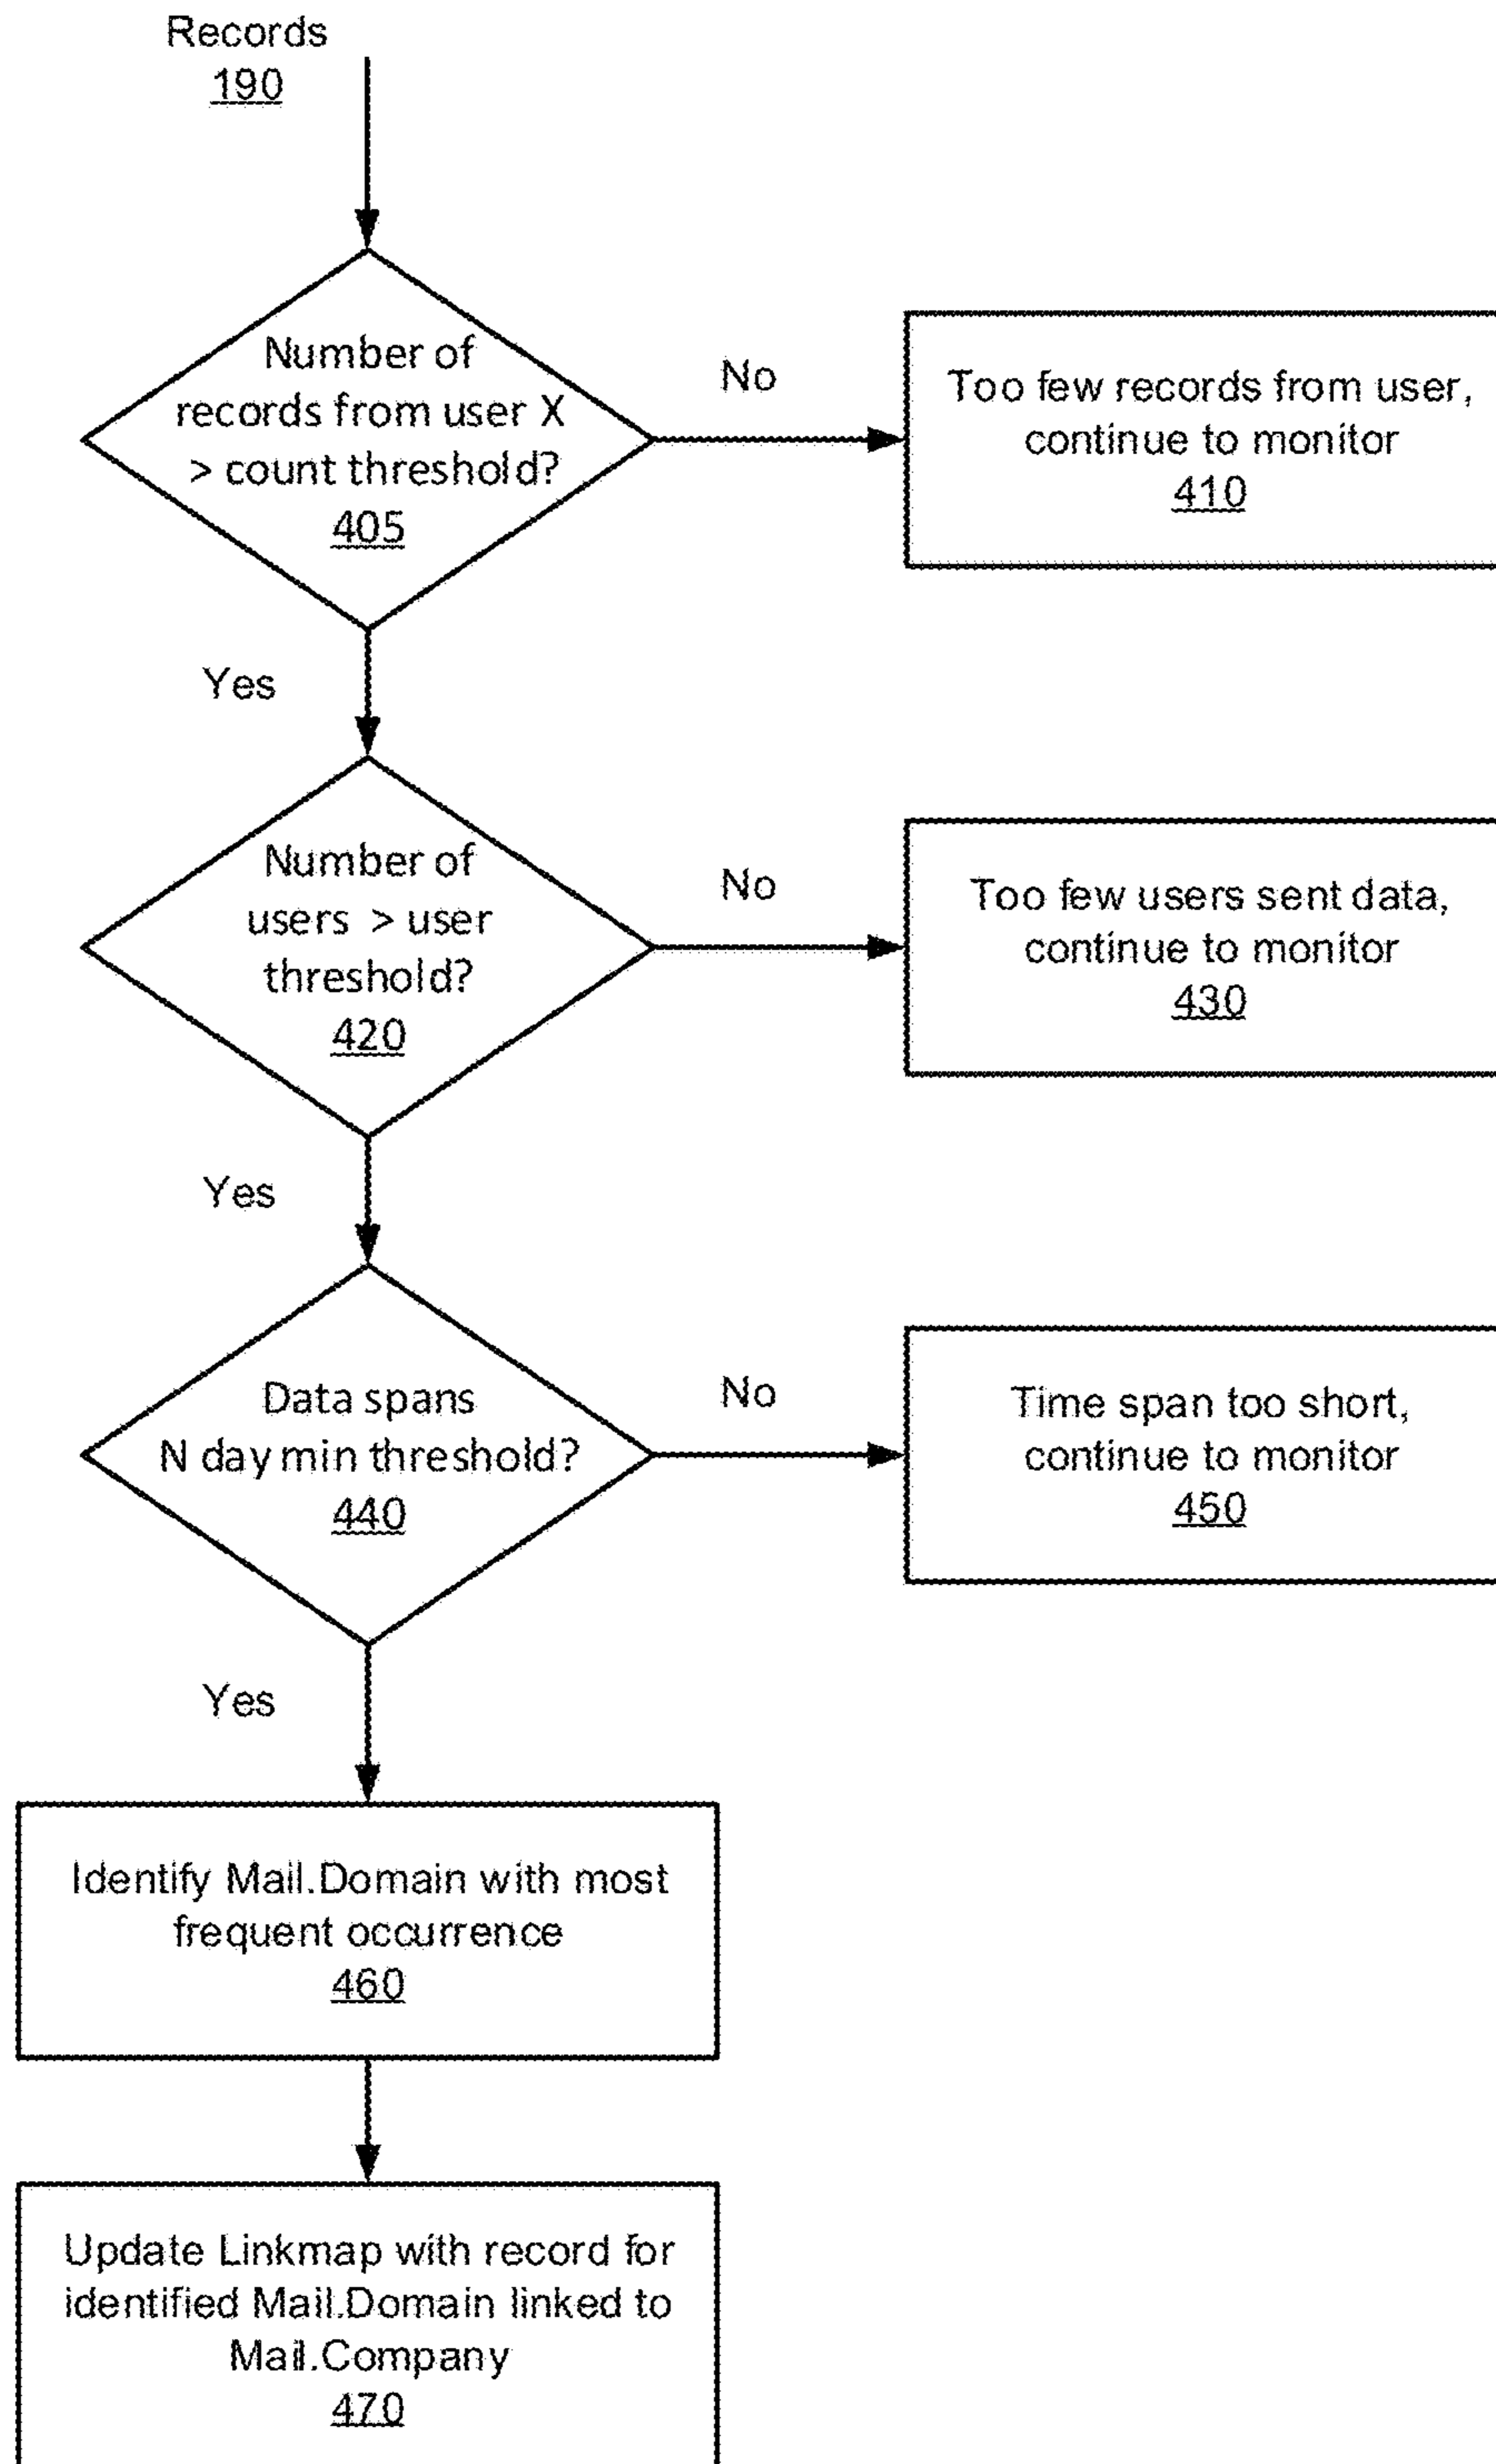 Records
190
Number of
records from user X
> count threshold?
405
No
Too few records from user,
continue to monitor
410
Yes
Number of
users > user
threshold?
420
No
Too few users sent data,
continue to monitor
430
Yes
Data spans
N day min threshold?
440
No
Time span too short,
continue to monitor
450
Yes
Identify Mail.Domain with most
frequent occurrence
460
Update Linkmap with record for
identified Mail.Domain linked to
Mail.Company
470